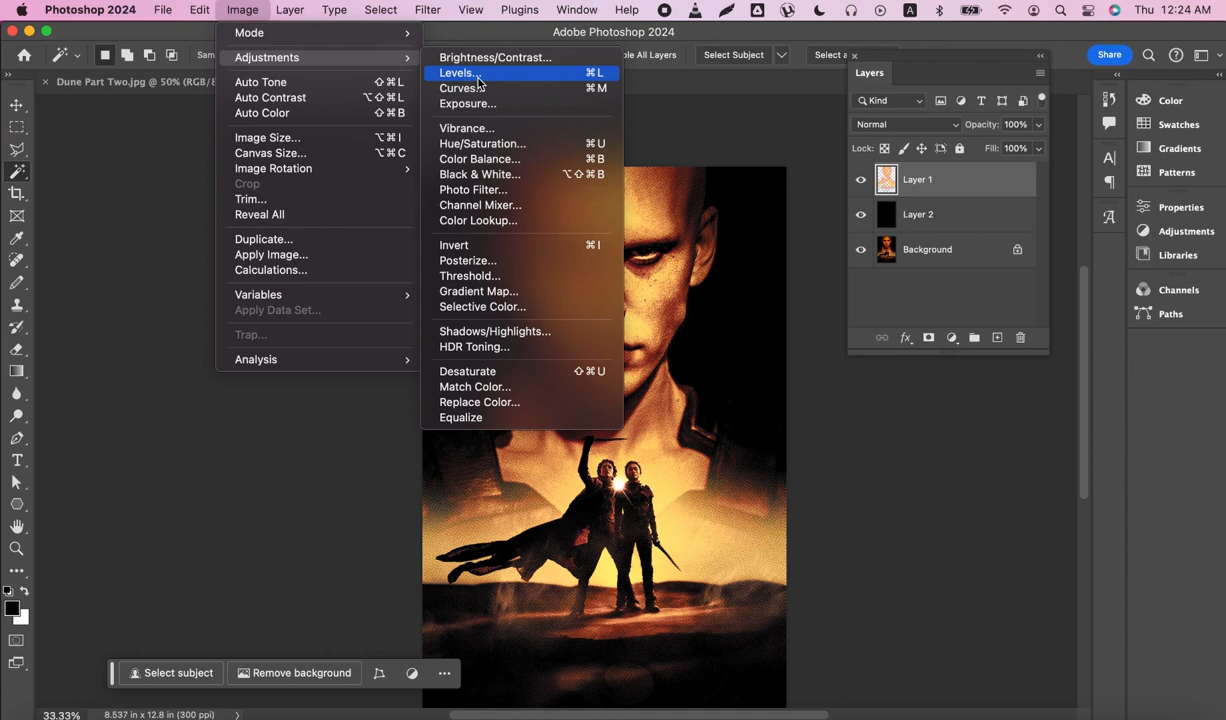 Photoshop 2024 File Edit Image Layer Type Select Filter View Plugins Window Help A Thu 12:24 AM
Adobe Photoshop 2024
Sam le All Layers Select Subject Select a Share
Dune Part Two.jpg @ 50% (RGB/8
Mode
Adjustments
Auto Tone ⇧⌘L
Auto Contrast ⌥⇧⌘L
Auto Color ⇧⌘B
Image Size... ⌥⌘I
Canvas Size... ⌥⌘C
Image Rotation
Crop
Trim...
Reveal All
Duplicate...
Apply Image...
Calculations...
Variables
Apply Data Set...
Trap...
Analysis
Brightness/Contrast...
Levels... ⌘L
Curves... ⌘M
Exposure...
Vibrance...
Hue/Saturation... ⌘U
Color Balance... ⌘B
Black & White... ⌥⇧⌘B
Photo Filter...
Channel Mixer...
Color Lookup...
Invert ⌘I
Posterize...
Threshold...
Gradient Map...
Selective Color...
Shadows/Highlights...
HDR Toning...
Desaturate ⇧⌘U
Match Color...
Replace Color...
Equalize
Layers
Kind
Normal Opacity: 100%
Lock: Fill: 100%
Layer 1
Layer 2
Background
fx
Color
Swatches
Gradients
Patterns
Properties
Adjustments
Libraries
Channels
Paths
Select subject Remove background
33.33% 8.537 in x 12.8 in (300 ppi)